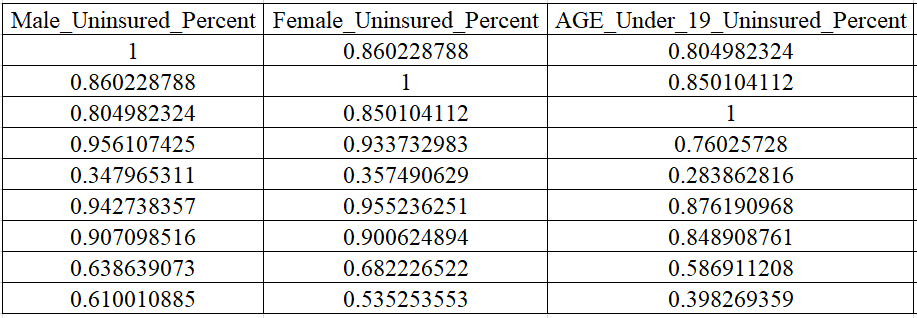 Male_Uninsured_Percent Female_Uninsured_Percent AGE_Under_19_Uninsured_Percent
1 0.860228788 0.804982324
0.860228788 1 0.850104112
0.804982324 0.850104112 1
0.956107425 0.933732983 0.76025728
0.347965311 0.357490629 0.283862816
0.942738357 0.955236251 0.876190968
0.907098516 0.900624894 0.848908761
0.638639073 0.682226522 0.586911208
0.610010885 0.535253553 0.398269359